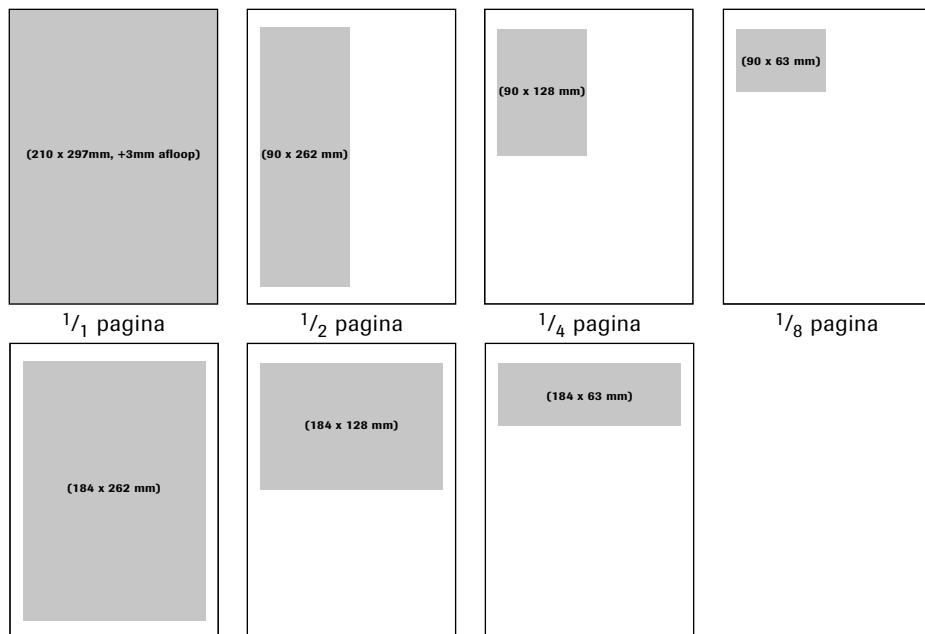 (210 x 297mm, +3mm afloop)
(90 x 262 mm)
(90 x 128 mm)
(90 x 63 mm)
1/1 pagina
1/2 pagina
1/4 pagina
1/8 pagina
(184 x 262 mm)
(184 x 128 mm)
(184 x 63 mm)